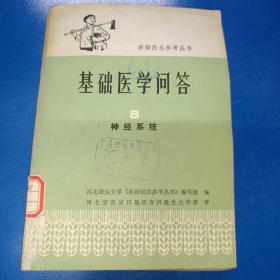 赤脚医生参考丛书
基础医学问答
8
神经系统
河北新医大学《赤脚医生参考丛书》编写组 编
河北省张家口地区赤脚医生大学 审